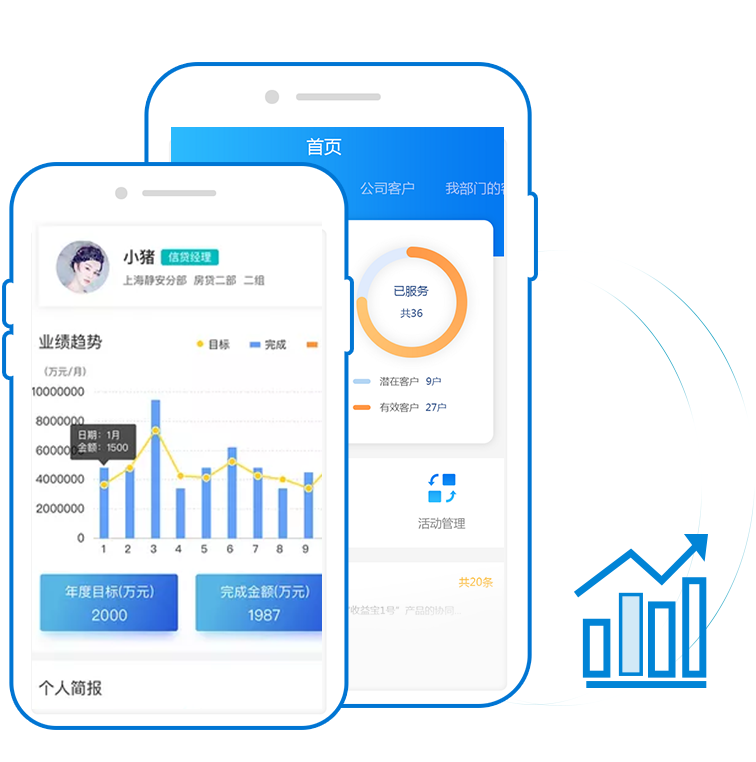 首页
公司客户 我部门的
已服务
共36
潜在客户 9户
有效客户 27户
活动管理
共20条
收益宝1号”产品的协同...
小猪 信贷经理
上海静安分部 房贷二部 二组
业绩趋势 目标 完成
(万元/月)
10000000
8000000
6000000
4000000
2000000
0
日期: 1月
金额: 1500
1 2 3 4 5 6 7 8 9
年度目标(万元) 完成金额(万元)
2000 1987
个人简报